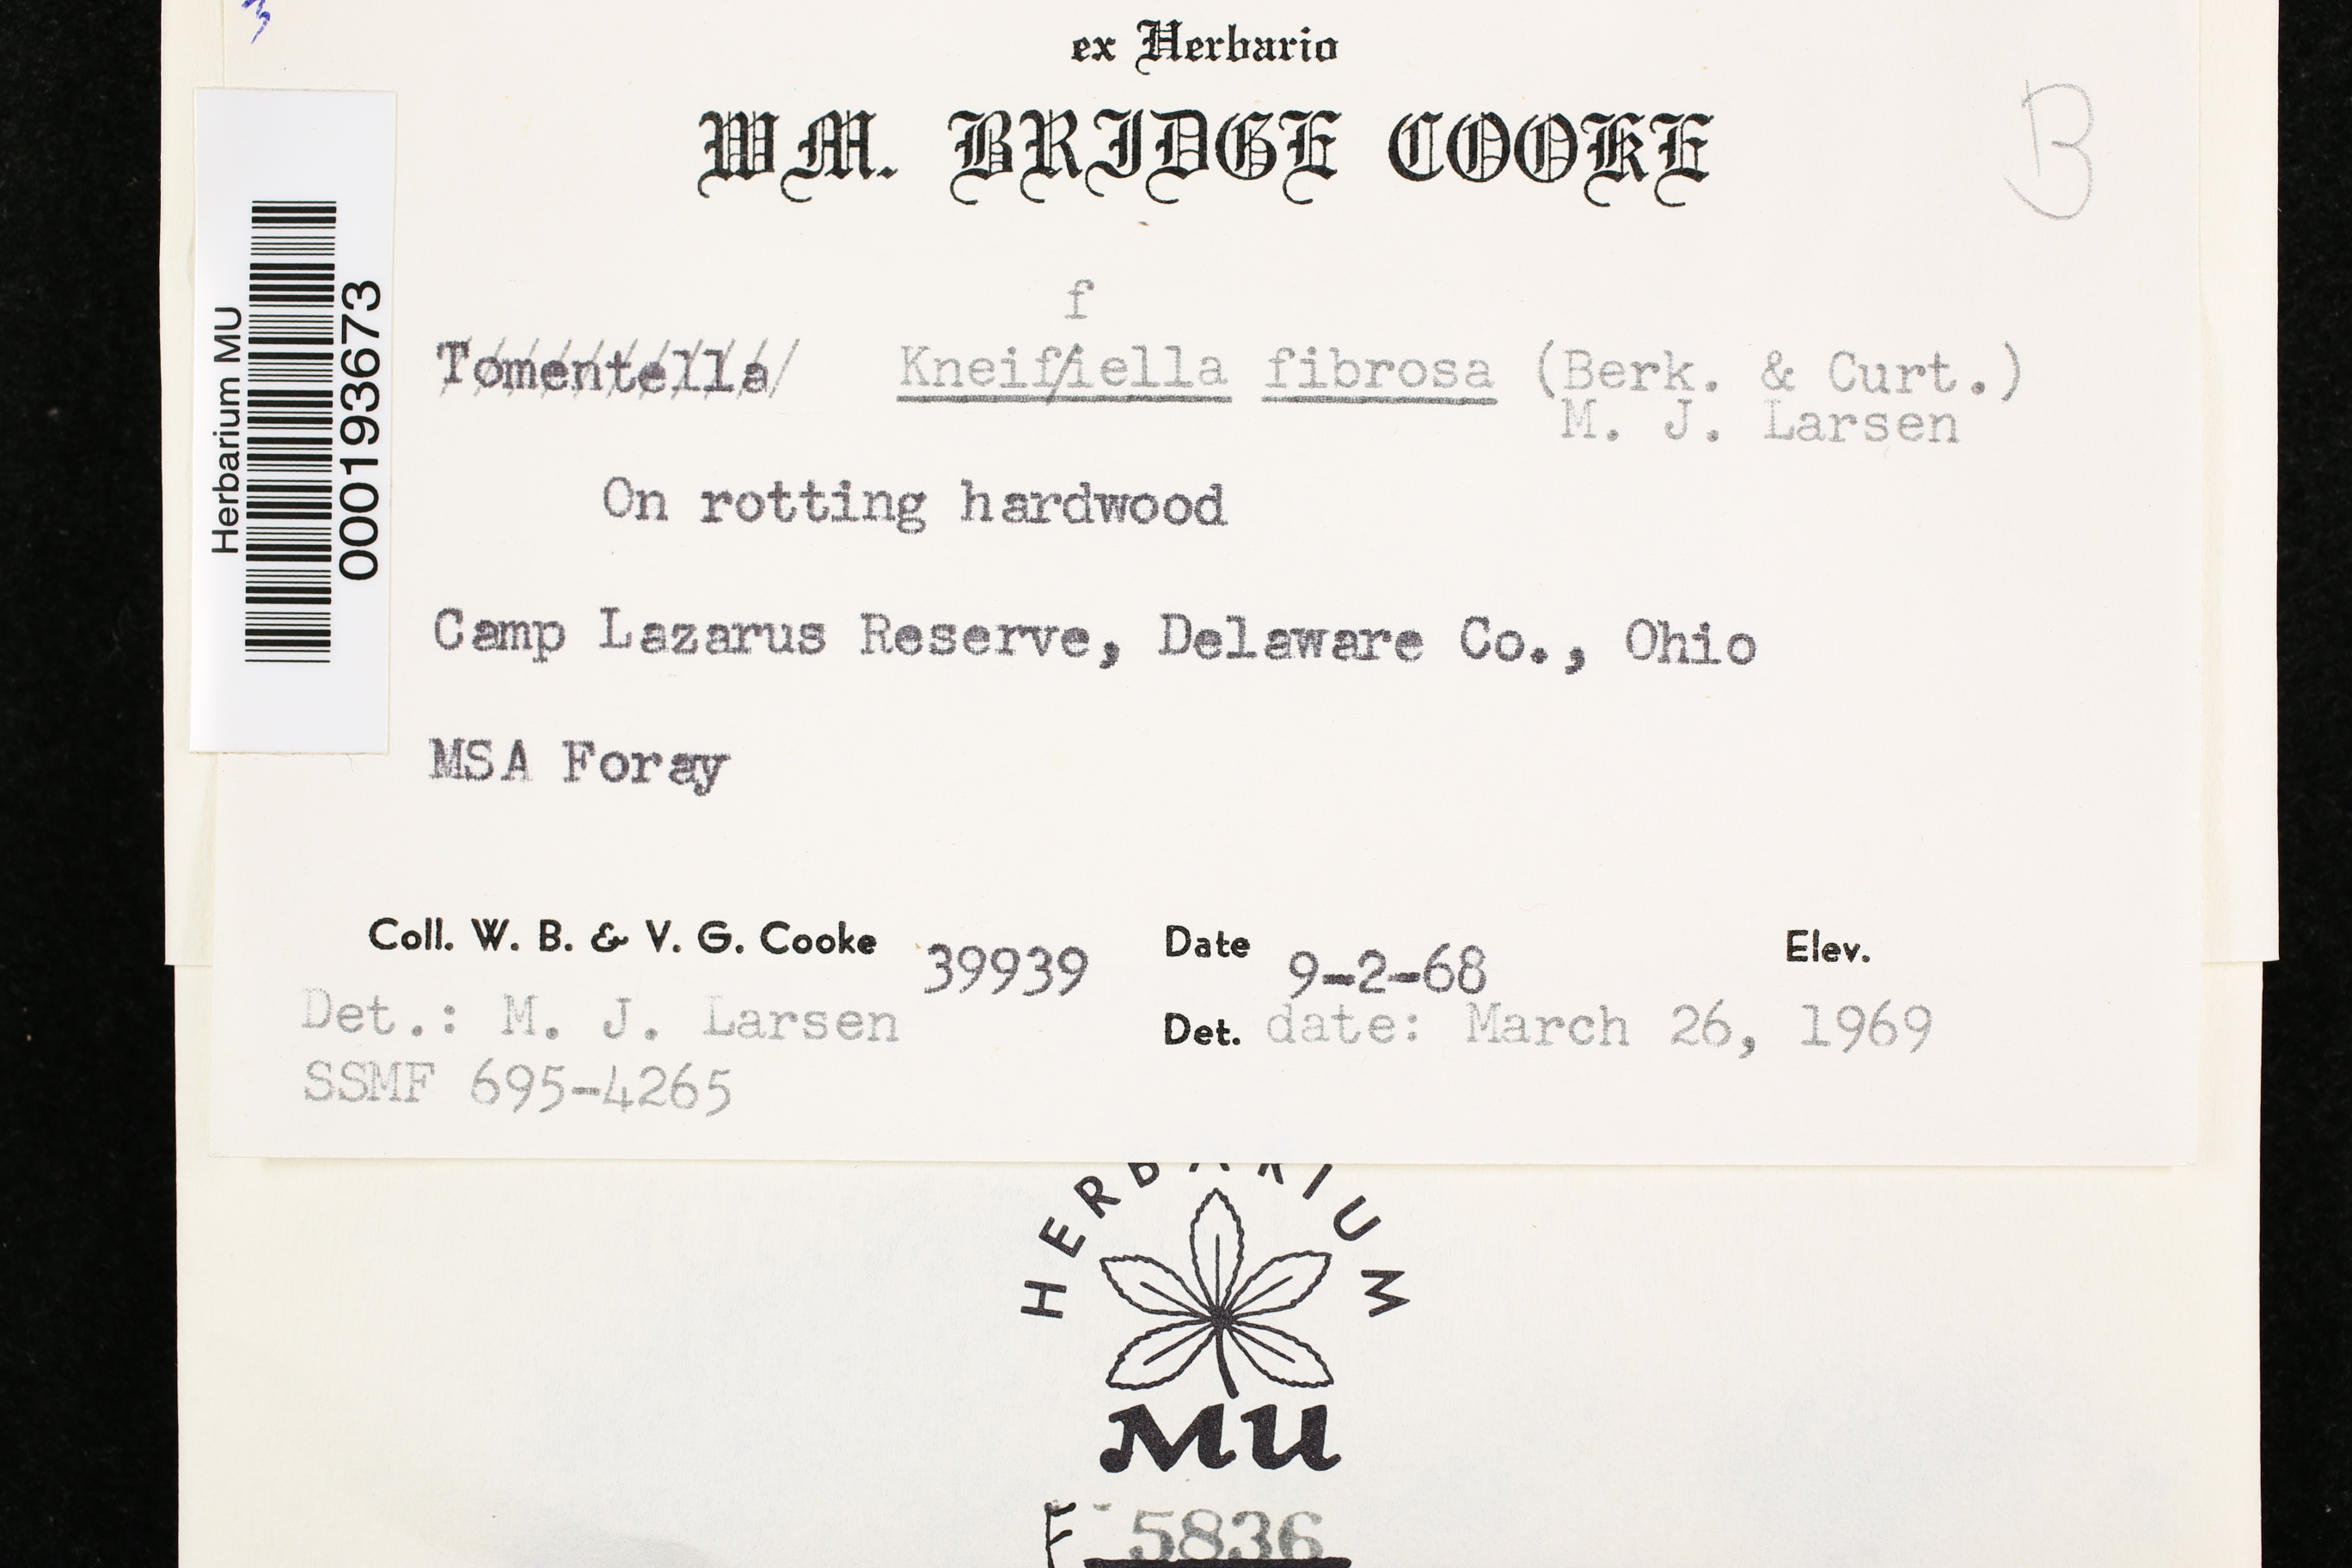 ex Herbario
WM. BRIDGE COOKE
B
Herbarium MU
000193673
f
Tomentella/ Kneif/iella fibrosa (Berk. & Curt.)
M. J. Larsen
On rotting hardwood
Camp Lazarus Reserve, Delaware Co., Ohio
MSA Foray
Coll. W. B. & V. G. Cooke 39939 Date 9-2-68 Elev.
Det.: M. J. Larsen Det. date: March 26, 1969
SSMF 695-4265
HERBARIUM
MU
F 5836